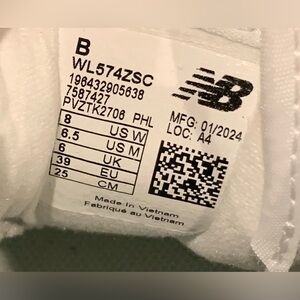 B
WL574ZSC
196432905638
7587427
PVZTK2706 PHL
8 US W
6.5 US M
6 UK
39 EU
25 CM
NB
MFG: 01/2024
LOC: A4
Made in Vietnam
Fabriqué au Vietnam